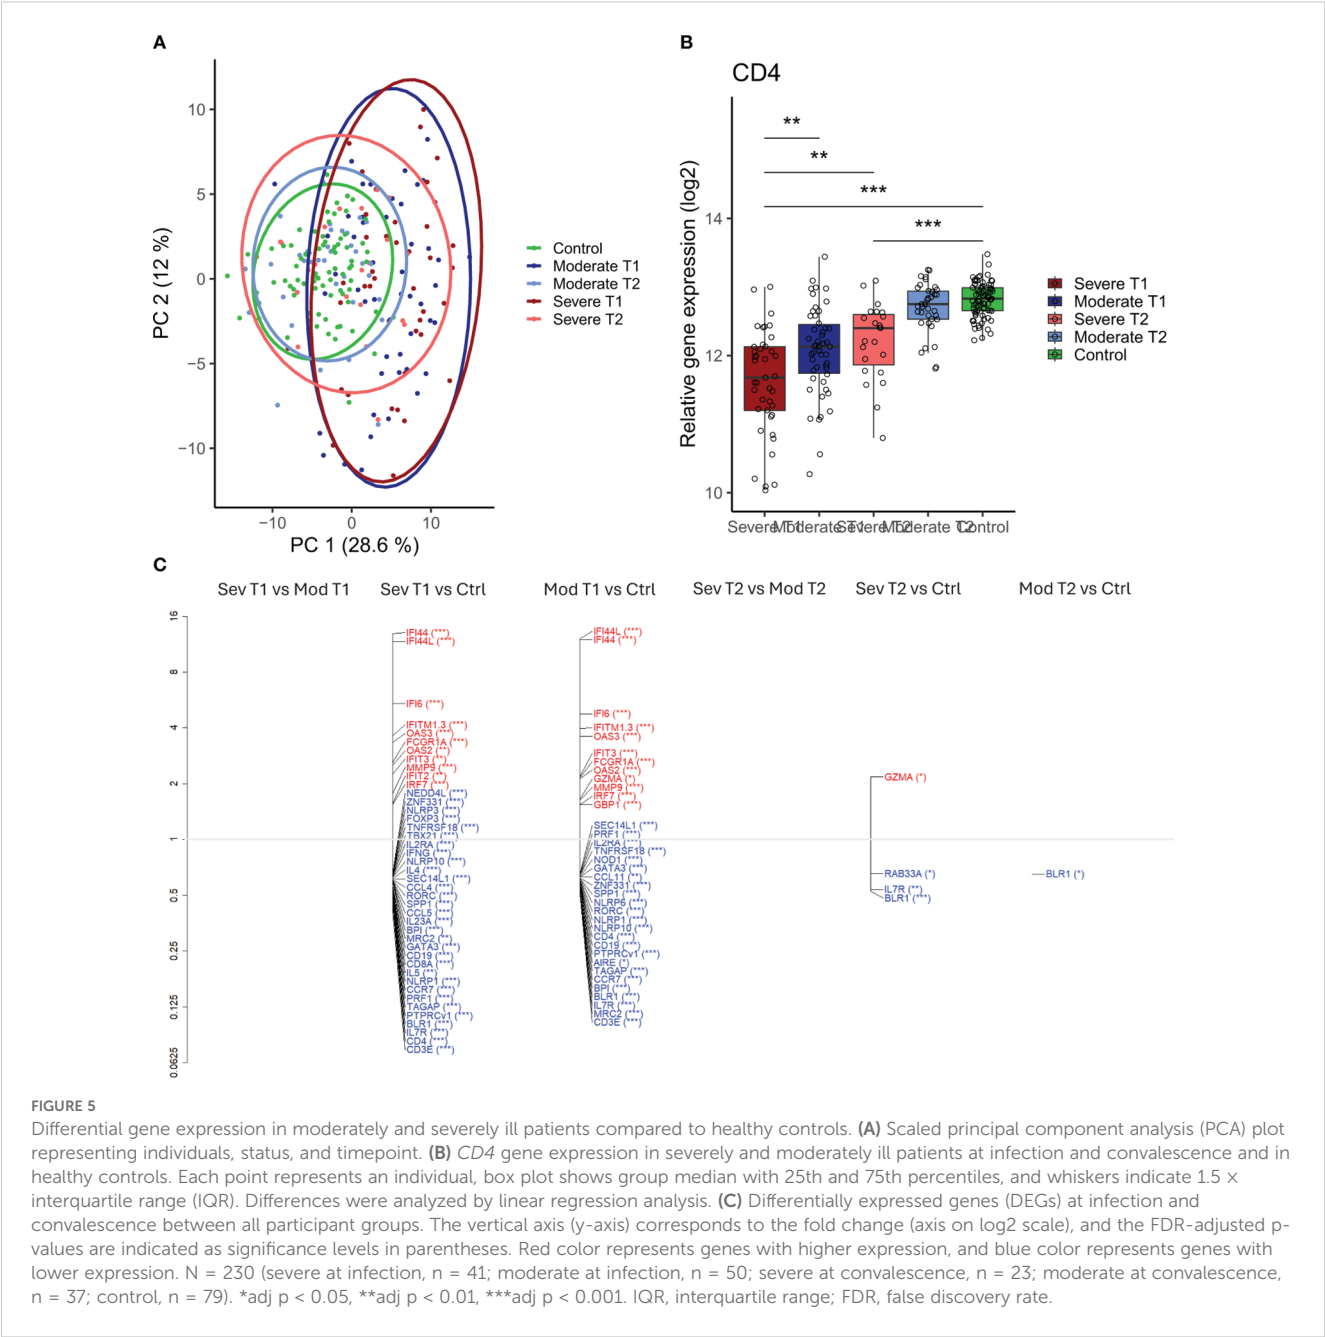 A
PC 2 (12 %)
10
5
0
−5
−10
−10 0 10
PC 1 (28.6 %)
Control
Moderate T1
Moderate T2
Severe T1
Severe T2
B
CD4
Relative gene expression (log2)
14
12
10
**
**
***
***
Severe T1 Moderate T1 Severe T2 Moderate T2 Control
Severe T1
Moderate T1
Severe T2
Moderate T2
Control
C
Sev T1 vs Mod T1 Sev T1 vs Ctrl Mod T1 vs Ctrl Sev T2 vs Mod T2 Sev T2 vs Ctrl Mod T2 vs Ctrl
16
8
4
2
1
0.5
0.25
0.125
0.0625
IFI44 (***)
IFI44L (***)
IFI6 (***)
IFITM1.3 (***)
OAS3 (***)
FCGR1A (***)
OAS2 (**)
IFIT3 (**)
MMP9 (***)
IFIT2 (**)
IRF7 (***)
NEDD4L (***)
ZNF331 (***)
NLRP3 (***)
FOXP3 (***)
TNFRSF18 (***)
TBX21 (***)
IL2RA (***)
IFNG (***)
NLRP10 (***)
IL4 (***)
SEC14L1 (***)
CCL4 (***)
RORC (***)
SPP1 (***)
CCL5 (***)
IL23A (***)
BPI (***)
MRC2 (**)
GATA3 (***)
CD19 (***)
CD8A (***)
IL5 (**)
NLRP1 (***)
CCR7 (***)
PRF1 (***)
TAGAP (***)
PTPRCv1 (***)
BLR1 (***)
IL7R (***)
CD4 (***)
CD3E (***)
IFI44L (***)
IFI44 (***)
IFI6 (***)
IFITM1.3 (***)
OAS3 (***)
IFIT3 (***)
FCGR1A (***)
OAS2 (***)
GZMA (*)
MMP9 (***)
IRF7 (***)
GBP1 (***)
SEC14L1 (***)
PRF1 (***)
IL2RA (***)
TNFRSF18 (***)
NOD1 (***)
GATA3 (***)
CCL11 (**)
ZNF331 (***)
SPP1 (***)
NLRP6 (***)
RORC (***)
NLRP1 (***)
NLRP10 (***)
CD4 (***)
CD19 (***)
PTPRCv1 (***)
AIRE (*)
TAGAP (***)
CCR7 (***)
BPI (***)
BLR1 (***)
IL7R (***)
MRC2 (***)
CD3E (***)
GZMA (*)
RAB33A (*)
IL7R (**)
BLR1 (***)
BLR1 (*)
FIGURE 5
Differential gene expression in moderately and severely ill patients compared to healthy controls. (A) Scaled principal component analysis (PCA) plot
representing individuals, status, and timepoint. (B) CD4 gene expression in severely and moderately ill patients at infection and convalescence and in
healthy controls. Each point represents an individual, box plot shows group median with 25th and 75th percentiles, and whiskers indicate 1.5 ×
interquartile range (IQR). Differences were analyzed by linear regression analysis. (C) Differentially expressed genes (DEGs) at infection and
convalescence between all participant groups. The vertical axis (y-axis) corresponds to the fold change (axis on log2 scale), and the FDR-adjusted p-
values are indicated as significance levels in parentheses. Red color represents genes with higher expression, and blue color represents genes with
lower expression. N = 230 (severe at infection, n = 41; moderate at infection, n = 50; severe at convalescence, n = 23; moderate at convalescence,
n = 37; control, n = 79). *adj p < 0.05, **adj p < 0.01, ***adj p < 0.001. IQR, interquartile range; FDR, false discovery rate.